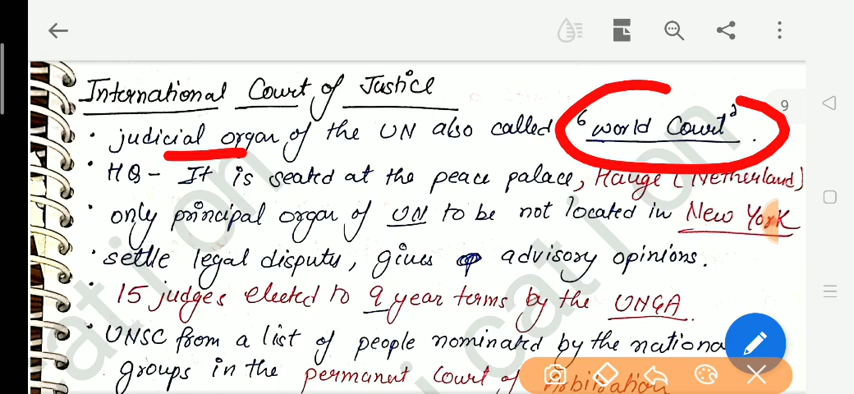 9
International Court of Justice
· judicial organ of the UN also called 'World Court'.
· HQ - It is seated at the peace palace, Hauge (Netherland)
· only principal organ of UN to be not located in New York
· settle legal disputes, gives advisory opinions.
· 15 judges elected to 9 year terms by the UNGA.
· UNSC from a list of people nominated by the nationa
groups in the permanent Court of Arbitration